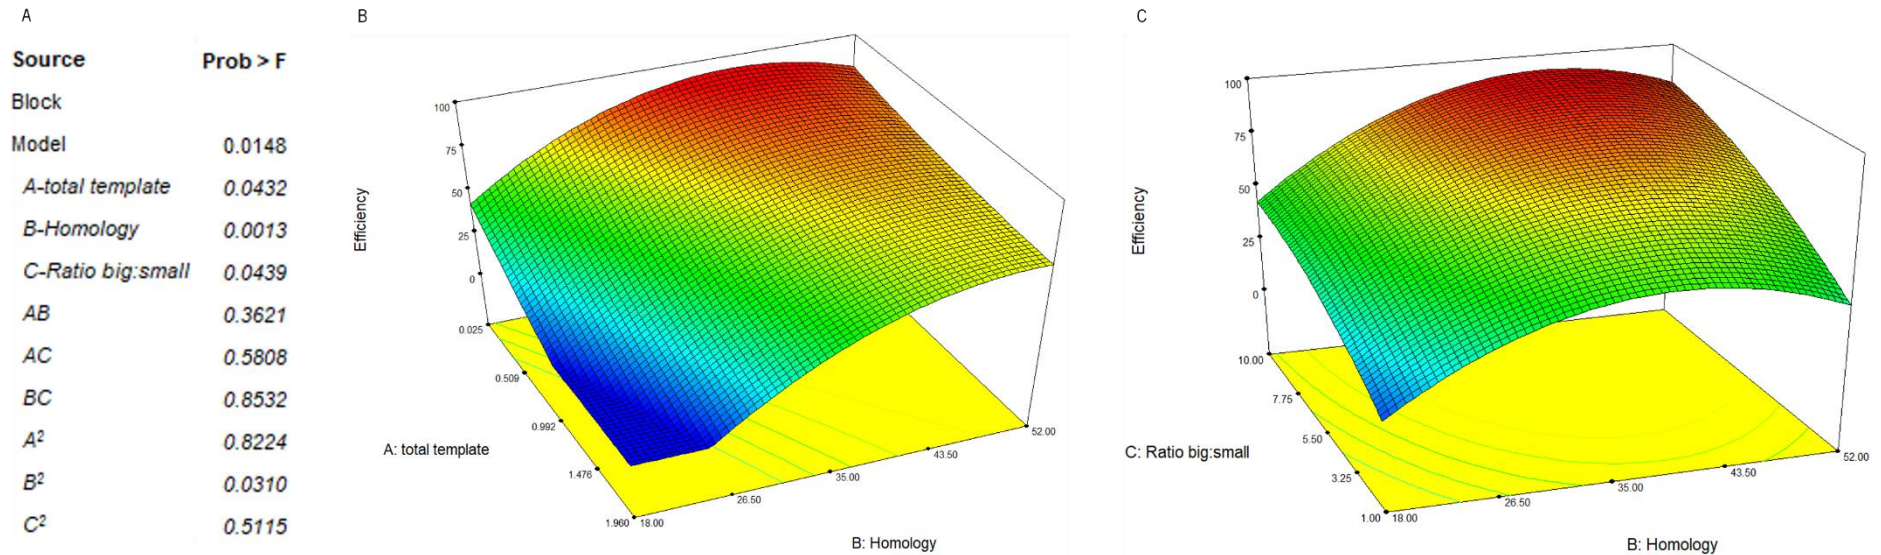 A
Source Prob > F
Block
Model 0.0148
A-total template 0.0432
B-Homology 0.0013
C-Ratio big:small 0.0439
AB 0.3621
AC 0.5808
BC 0.8532
A² 0.8224
B² 0.0310
C² 0.5115
B
100
75
50
25
0
Efficiency
0.025
0.509
0.992
1.476
1.960
A: total template
18.00
26.50
35.00
43.50
52.00
B: Homology
C
100
75
50
25
0
Efficiency
10.00
7.75
5.50
3.25
1.00
C: Ratio big:small
18.00
26.50
35.00
43.50
52.00
B: Homology